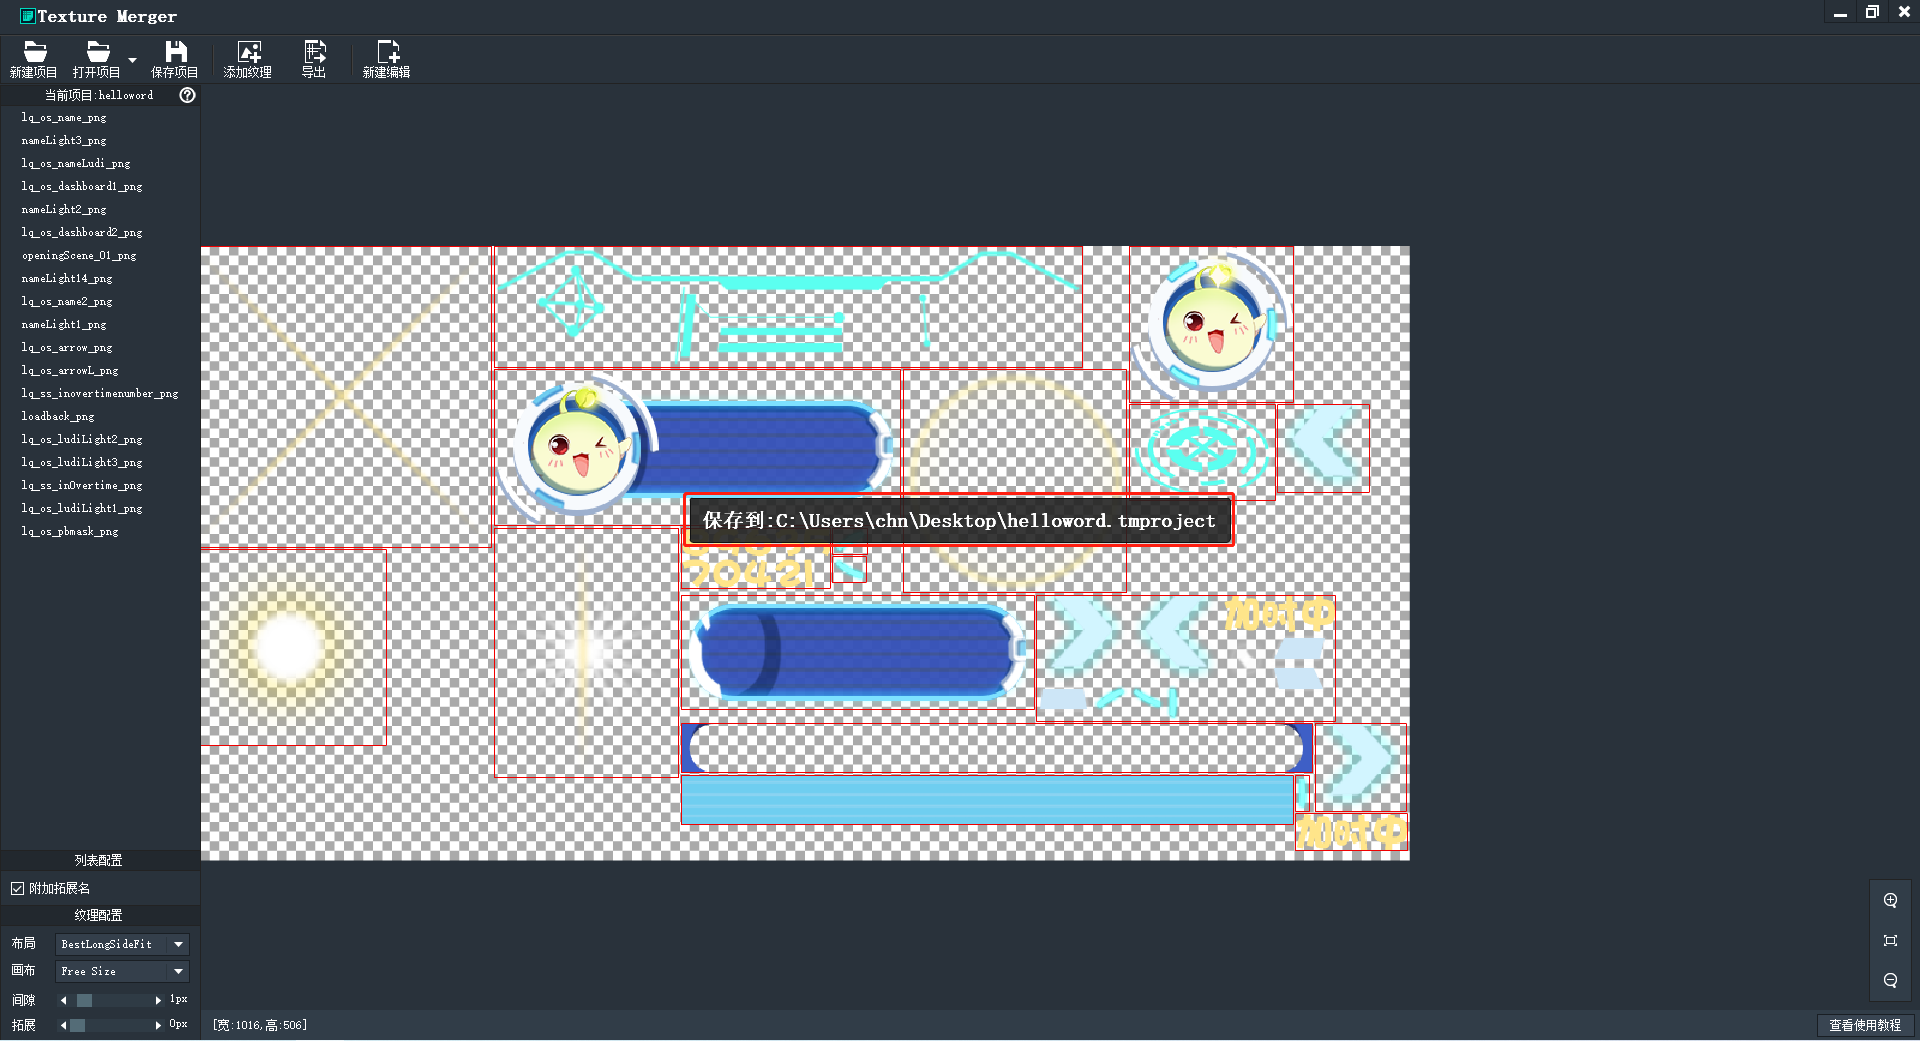 Texture Merger
新建项目 打开项目 保存项目 添加纹理 导出 新建编辑
当前项目:helloword
lq_os_name_png
nameLight3_png
lq_os_nameLudi_png
lq_os_dashboard1_png
nameLight2_png
lq_os_dashboard2_png
openingScene_01_png
nameLight14_png
lq_os_name2_png
nameLight1_png
lq_os_arrow_png
lq_os_arrowL_png
lq_ss_inovertimenumber_png
loadback_png
lq_os_ludiLight2_png
lq_os_ludiLight3_png
lq_ss_inOvertime_png
lq_os_ludiLight1_png
lq_os_pbmask_png
保存到:C:\Users\chn\Desktop\helloword.tmproject
70421
加时中
加时中
列表配置
附加拓展名
纹理配置
布局 BestLongSideFit
画布 Free Size
间隙 1px
拓展 0px
[宽:1016,高:506]
查看使用教程